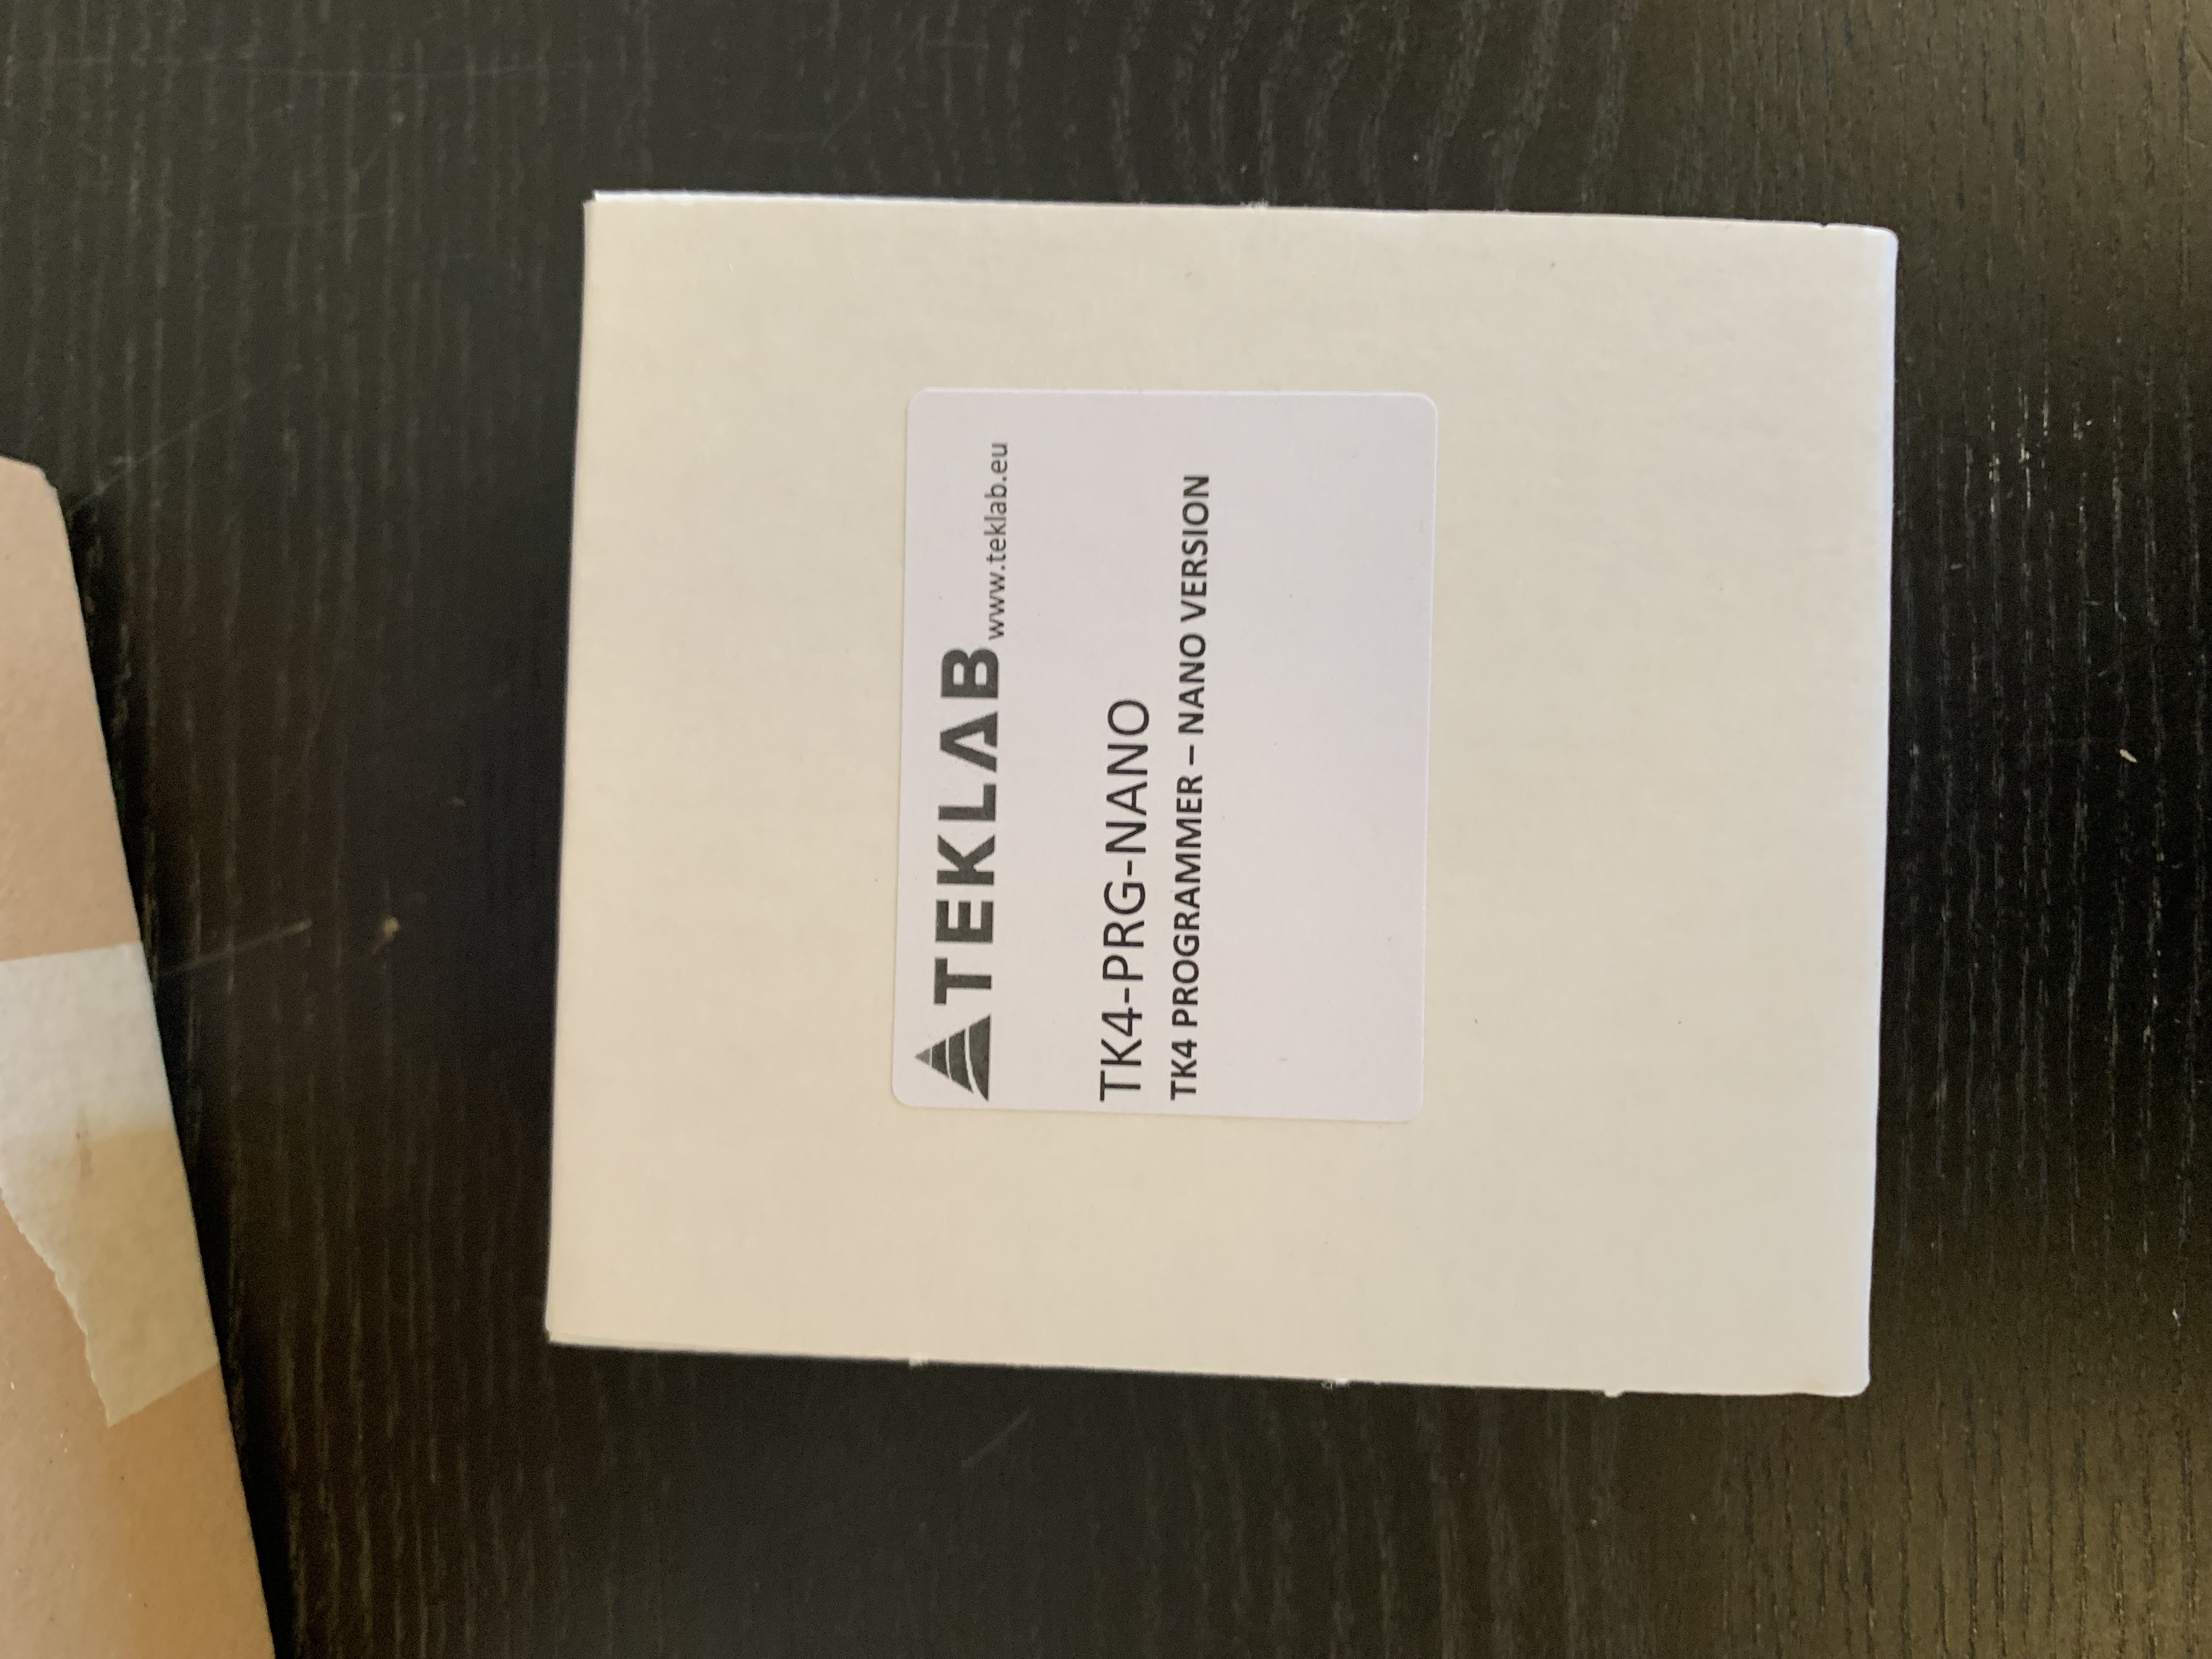 TEKLAB www.teklab.eu
TK4-PRG-NANO
TK4 PROGRAMMER – NANO VERSION